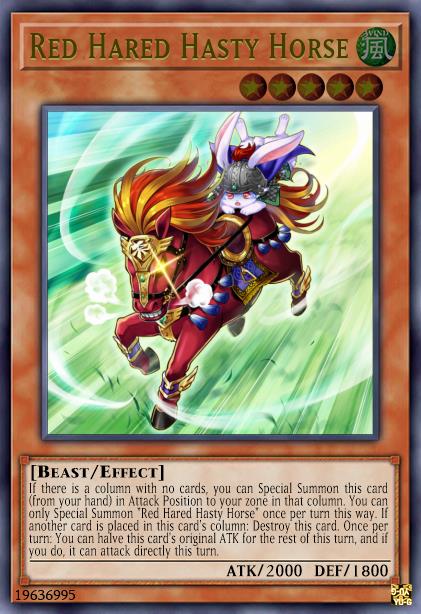 RED HARED HASTY HORSE
WIND
風
[BEAST/EFFECT]
If there is a column with no cards, you can Special Summon this card
(from your hand) in Attack Position to your zone in that column. You can
only Special Summon "Red Hared Hasty Horse" once per turn this way. If
another card is placed in this card's column: Destroy this card. Once per
turn: You can halve this card's original ATK for the rest of this turn, and if
you do, it can attack directly this turn.
ATK/2000 DEF/1800
19636995